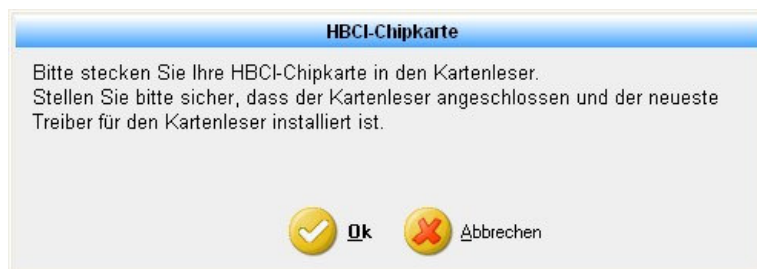 HBCI-Chipkarte
Bitte stecken Sie Ihre HBCI-Chipkarte in den Kartenleser.
Stellen Sie bitte sicher, dass der Kartenleser angeschlossen und der neueste
Treiber für den Kartenleser installiert ist.
Ok Abbrechen